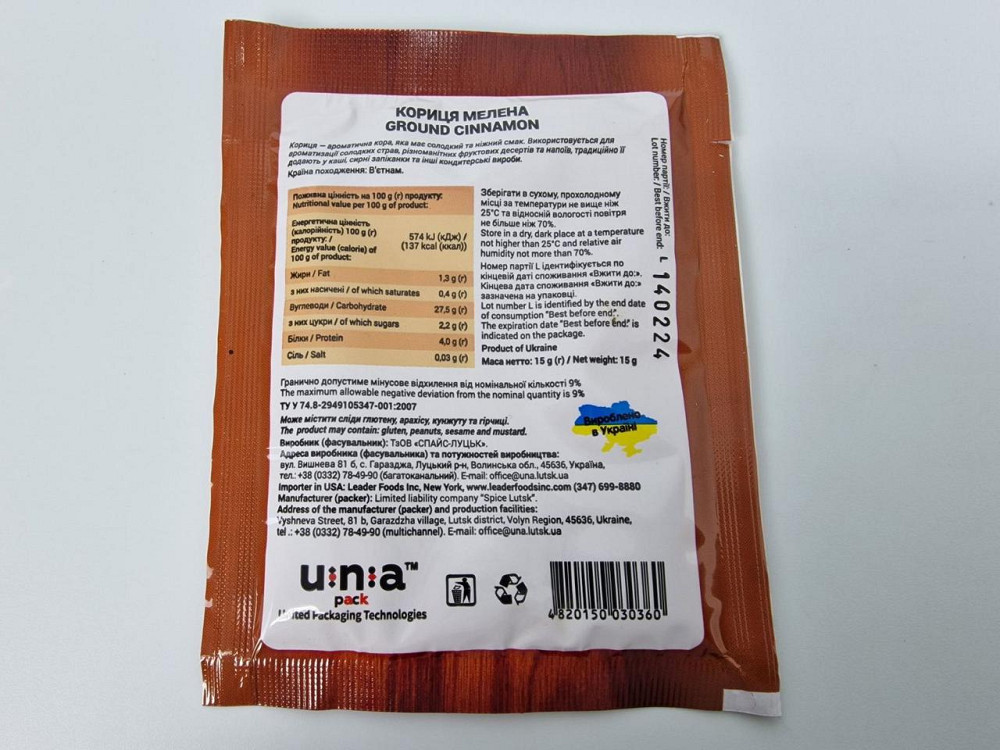 КОРИЦЯ МЕЛЕНА
GROUND CINNAMON
Кориця — ароматична кора, яка має солодкий та ніжний смак. Використовується для
ароматизації солодких страв, різноманітних фруктових десертів та напоїв, традиційно її
додають у каші, сирні запіканки та інші кондитерські вироби.
Країна походження: В'єтнам.
Поживна цінність на 100 g (г) продукту:
Nutritional value per 100 g of product:
Енергетична цінність
(калорійність) 100 g (г)
продукту: /
Energy value (calorie) of
100 g of product:
574 kJ (кДж) /
(137 kcal (ккал))
Жири / Fat 1,3 g (г)
з них насичені / of which saturates 0,4 g (г)
Вуглеводи / Carbohydrate 27,5 g (г)
з них цукри / of which sugars 2,2 g (г)
Білки / Protein 4,0 g (г)
Сіль / Salt 0,03 g (г)
Зберігати в сухому, прохолодному
місці за температури не вище ніж
25°C та відносній вологості повітря
не більше ніж 70%.
Store in a dry, dark place at a temperature
not higher than 25°C and relative air
humidity not more than 70%.
Номер партії L ідентифікується по
кінцевій даті споживання «Вжити до:».
Кінцева дата споживання «Вжити до:»
зазначена на упаковці.
Lot number L is identified by the end date
of consumption "Best before end:".
The expiration date "Best before end:" is
indicated on the package.
Product of Ukraine
Маса нетто: 15 g (г) / Net weight: 15 g
Номер партії: / Вжити до:
Lot number: / Best before end:
L 140224
Гранично допустиме мінусове відхилення від номінальної кількості 9%
The maximum allowable negative deviation from the nominal quantity is 9%
ТУ У 74.8-2949105347-001:2007
Може містити сліди глютену, арахісу, кунжуту та гірчиці.
The product may contain: gluten, peanuts, sesame and mustard.
Виробник (фасувальник): ТзОВ «СПАЙС-ЛУЦЬК».
Адреса виробника (фасувальника) та потужностей виробництва:
вул. Вишнева 81 б, с. Гаразджа, Луцький р-н, Волинська обл., 45636, Україна,
тел.: +38 (0332) 78-49-90 (багатоканальний). E-mail: office@una.lutsk.ua
Importer in USA: Leader Foods Inc, New York, www.leaderfoodsinc.com (347) 699-8880
Manufacturer (packer): Limited liability company "Spice Lutsk".
Address of the manufacturer (packer) and production facilities:
Vyshneva Street, 81 b, Garazdzha village, Lutsk district, Volyn Region, 45636, Ukraine,
tel.: +38 (0332) 78-49-90 (multichannel). E-mail: office@una.lutsk.ua
Вироблено
в Україні
u:n:a™
pack
United Packaging Technologies
4820150030360